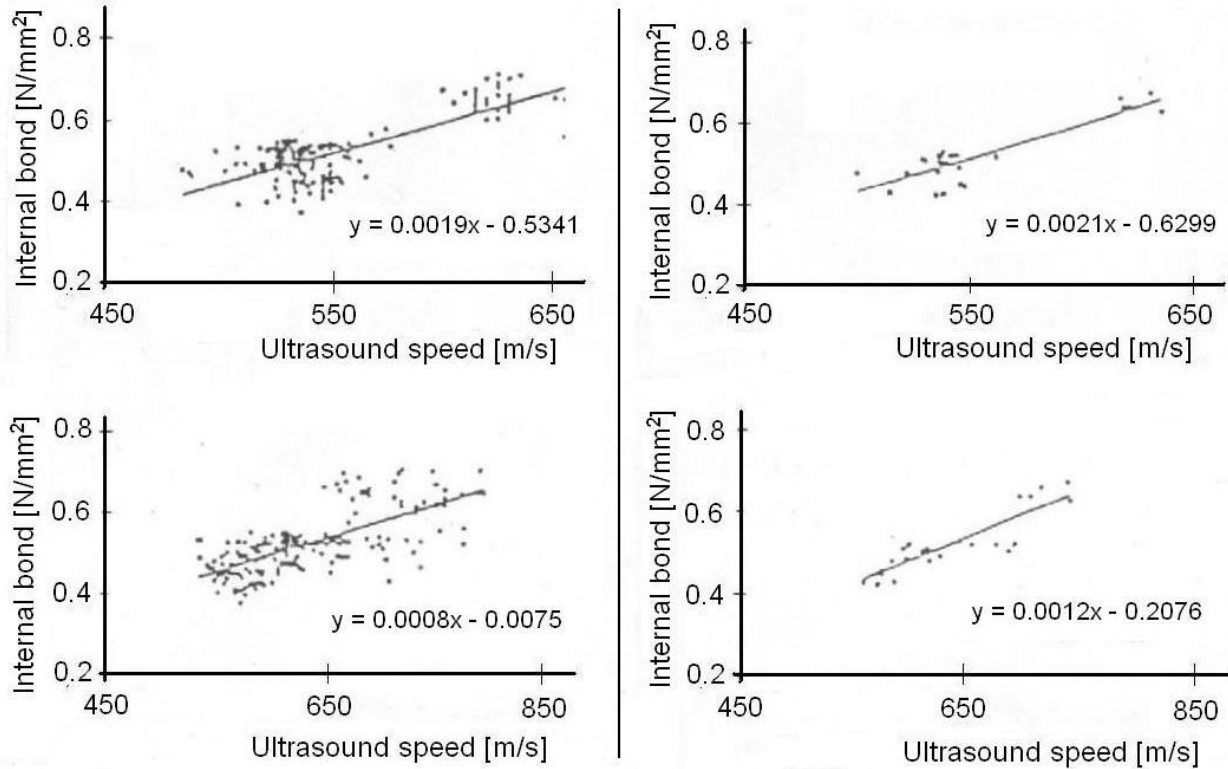 Internal bond [N/mm²]
0.8
0.6
0.4
0.2
y = 0.0019x - 0.5341
450 550 650
Ultrasound speed [m/s]
Internal bond [N/mm²]
0.8
0.6
0.4
0.2
y = 0.0021x - 0.6299
450 550 650
Ultrasound speed [m/s]
Internal bond [N/mm²]
0.8
0.6
0.4
0.2
y = 0.0008x - 0.0075
450 650 850
Ultrasound speed [m/s]
Internal bond [N/mm²]
0.8
0.6
0.4
0.2
y = 0.0012x - 0.2076
450 650 850
Ultrasound speed [m/s]